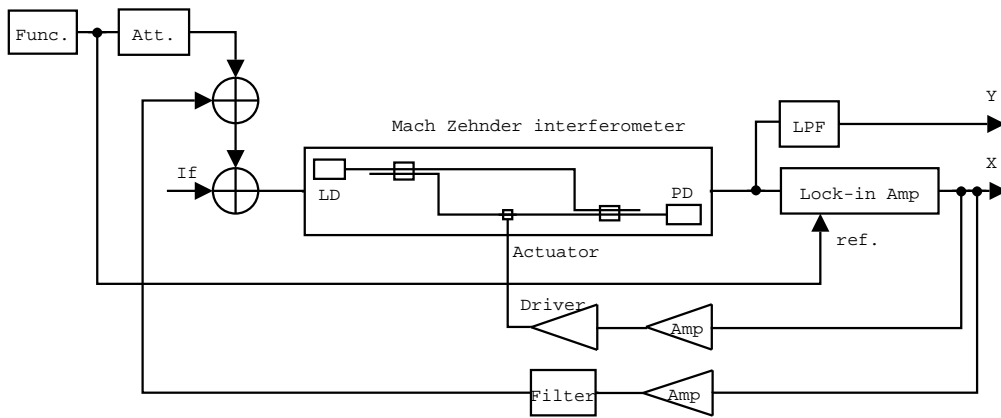 Func.
Att.
Y
Mach Zehnder interferometer
LPF
X
If
LD
PD
Lock-in Amp
Actuator
ref.
Driver
Amp
Filter
Amp